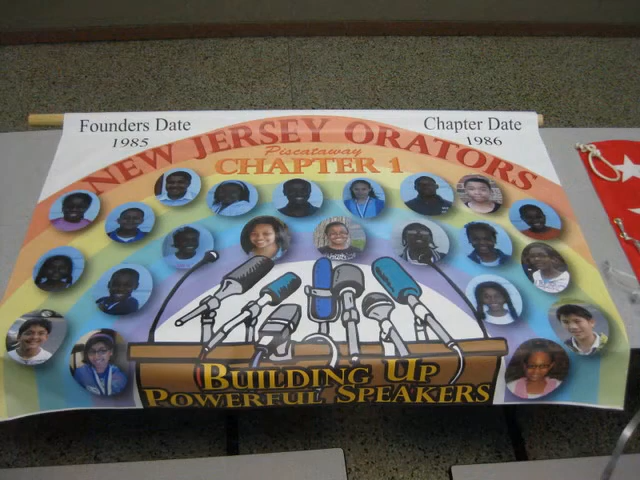 Founders Date
1985
Chapter Date
1986
NEW JERSEY ORATORS
Piscataway
CHAPTER 1
BUILDING UP
POWERFUL SPEAKERS